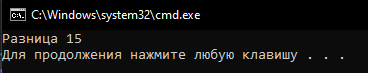 C:\Windows\system32\cmd.exe
Разница 15
Для продолжения нажмите любую клавишу . . .